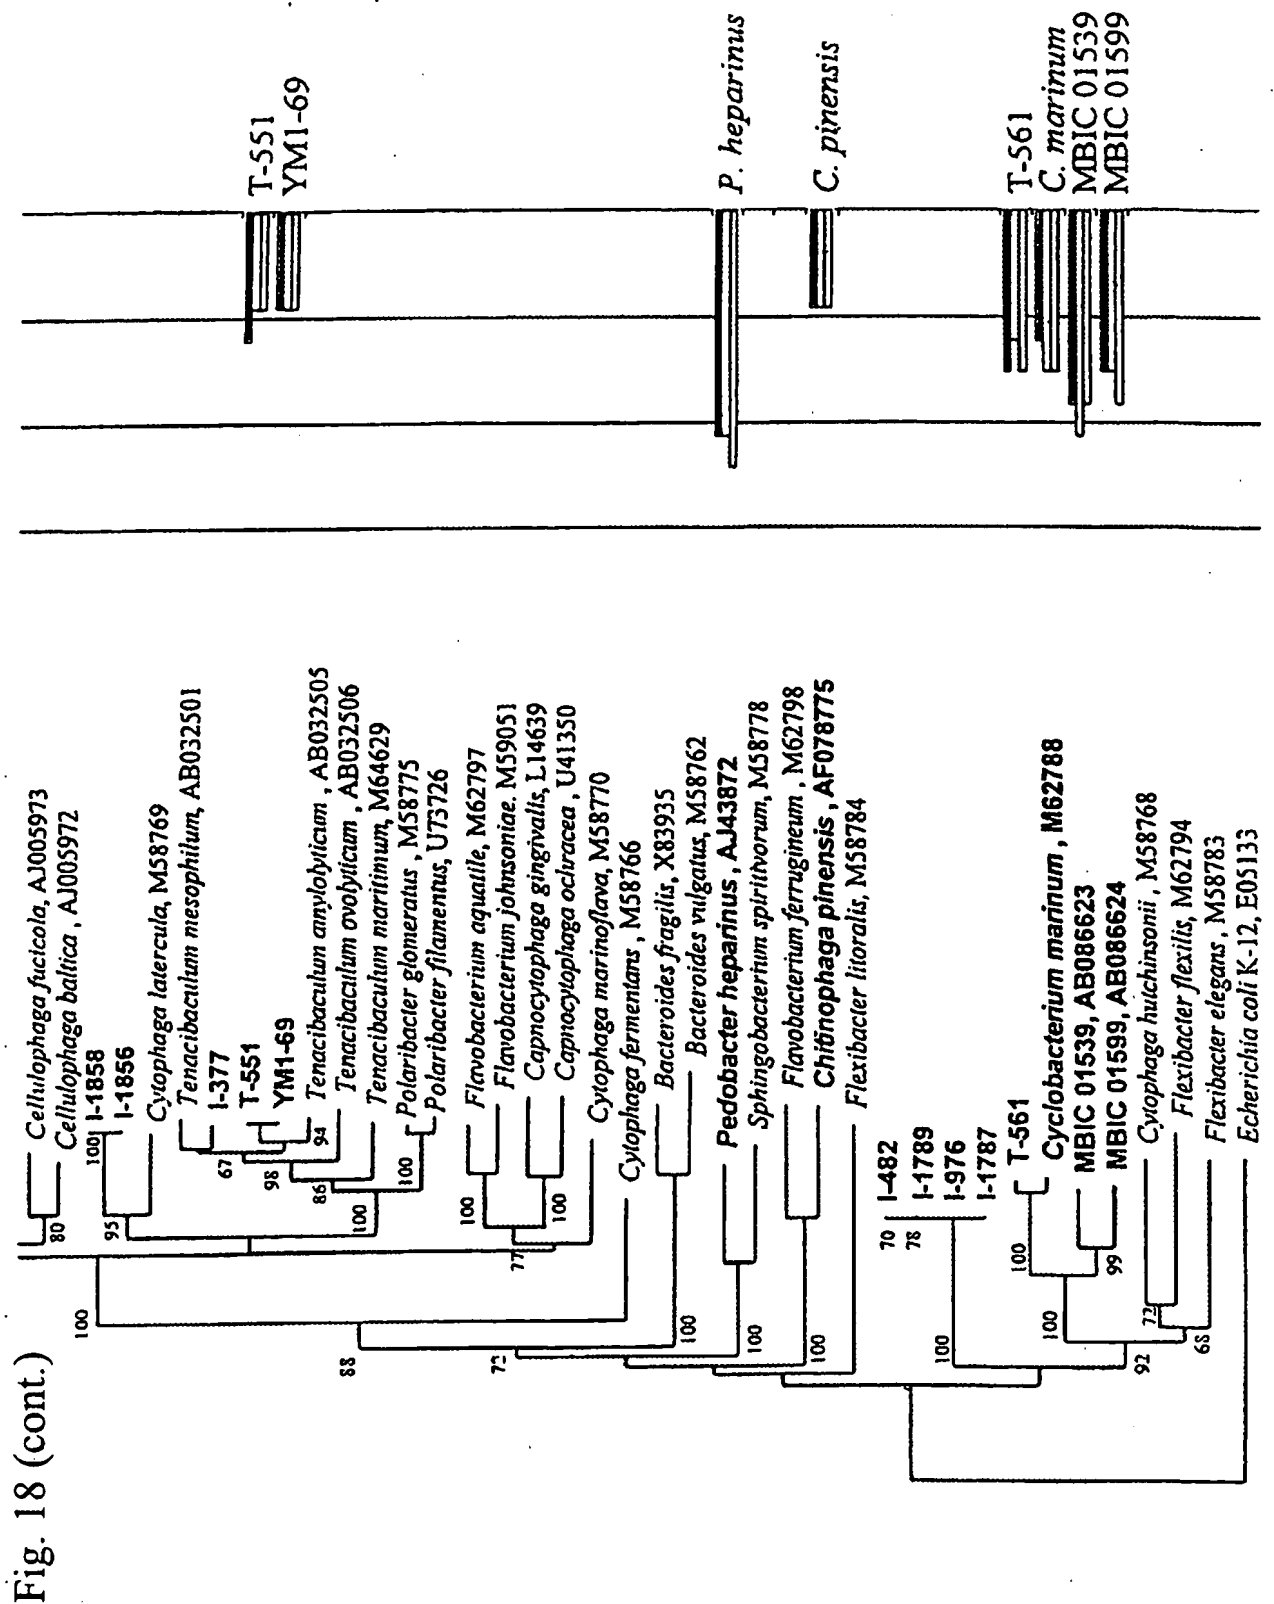 Fig. 18 (cont.)
Cellulophaga fucicola, AJ005973
80
Cellulophaga baltica , AJ005972
100
I-1858
100
I-1856
95
Cytophaga latercula, M58769
Tenacibaculum mesophilum, AB032501
I-377
67
T-551
YM1-69
98
Tenacibaculum amylolyticum , AB032505
94
86
Tenacibaculum ovolyticum , AB032506
100
Tenacibaculum maritimum, M64629
Polaribacter glomeratus , M58775
100
Polaribacter filamentus, U73726
88
Flavobacterium aquatile, M62797
100
Flavobacterium johnsoniae. M59051
72
77
Capnocytophaga gingivalis, L14639
100
Capnocytophaga ochracea , U41350
Cytophaga marinoflava, M58770
Cytophaga fermentans , M58766
Bacteroides fragilis, X83935
100
Bacteroides vulgatus, M58762
Pedobacter heparinus , AJ43872
100
Sphingobacterium spiritivorum, M58778
Flavobacterium ferrugineum , M62798
100
Chitinophaga pinensis , AF078775
Flexibacter litoralis, M58784
70
I-482
78
I-1789
100
I-976
I-1787
100
T-561
Cyclobacterium marinum , M62788
100
MBIC 01539, AB086623
99
MBIC 01599, AB086624
92
72
Cytophaga hutchinsonii , M58768
Flexibacter flexilis, M62794
68
Flexibacter elegans , M58783
Echerichia coli K-12, E05133
T-551
YM1-69
P. heparinus
C. pinensis
T-561
C. marinum
MBIC 01539
MBIC 01599